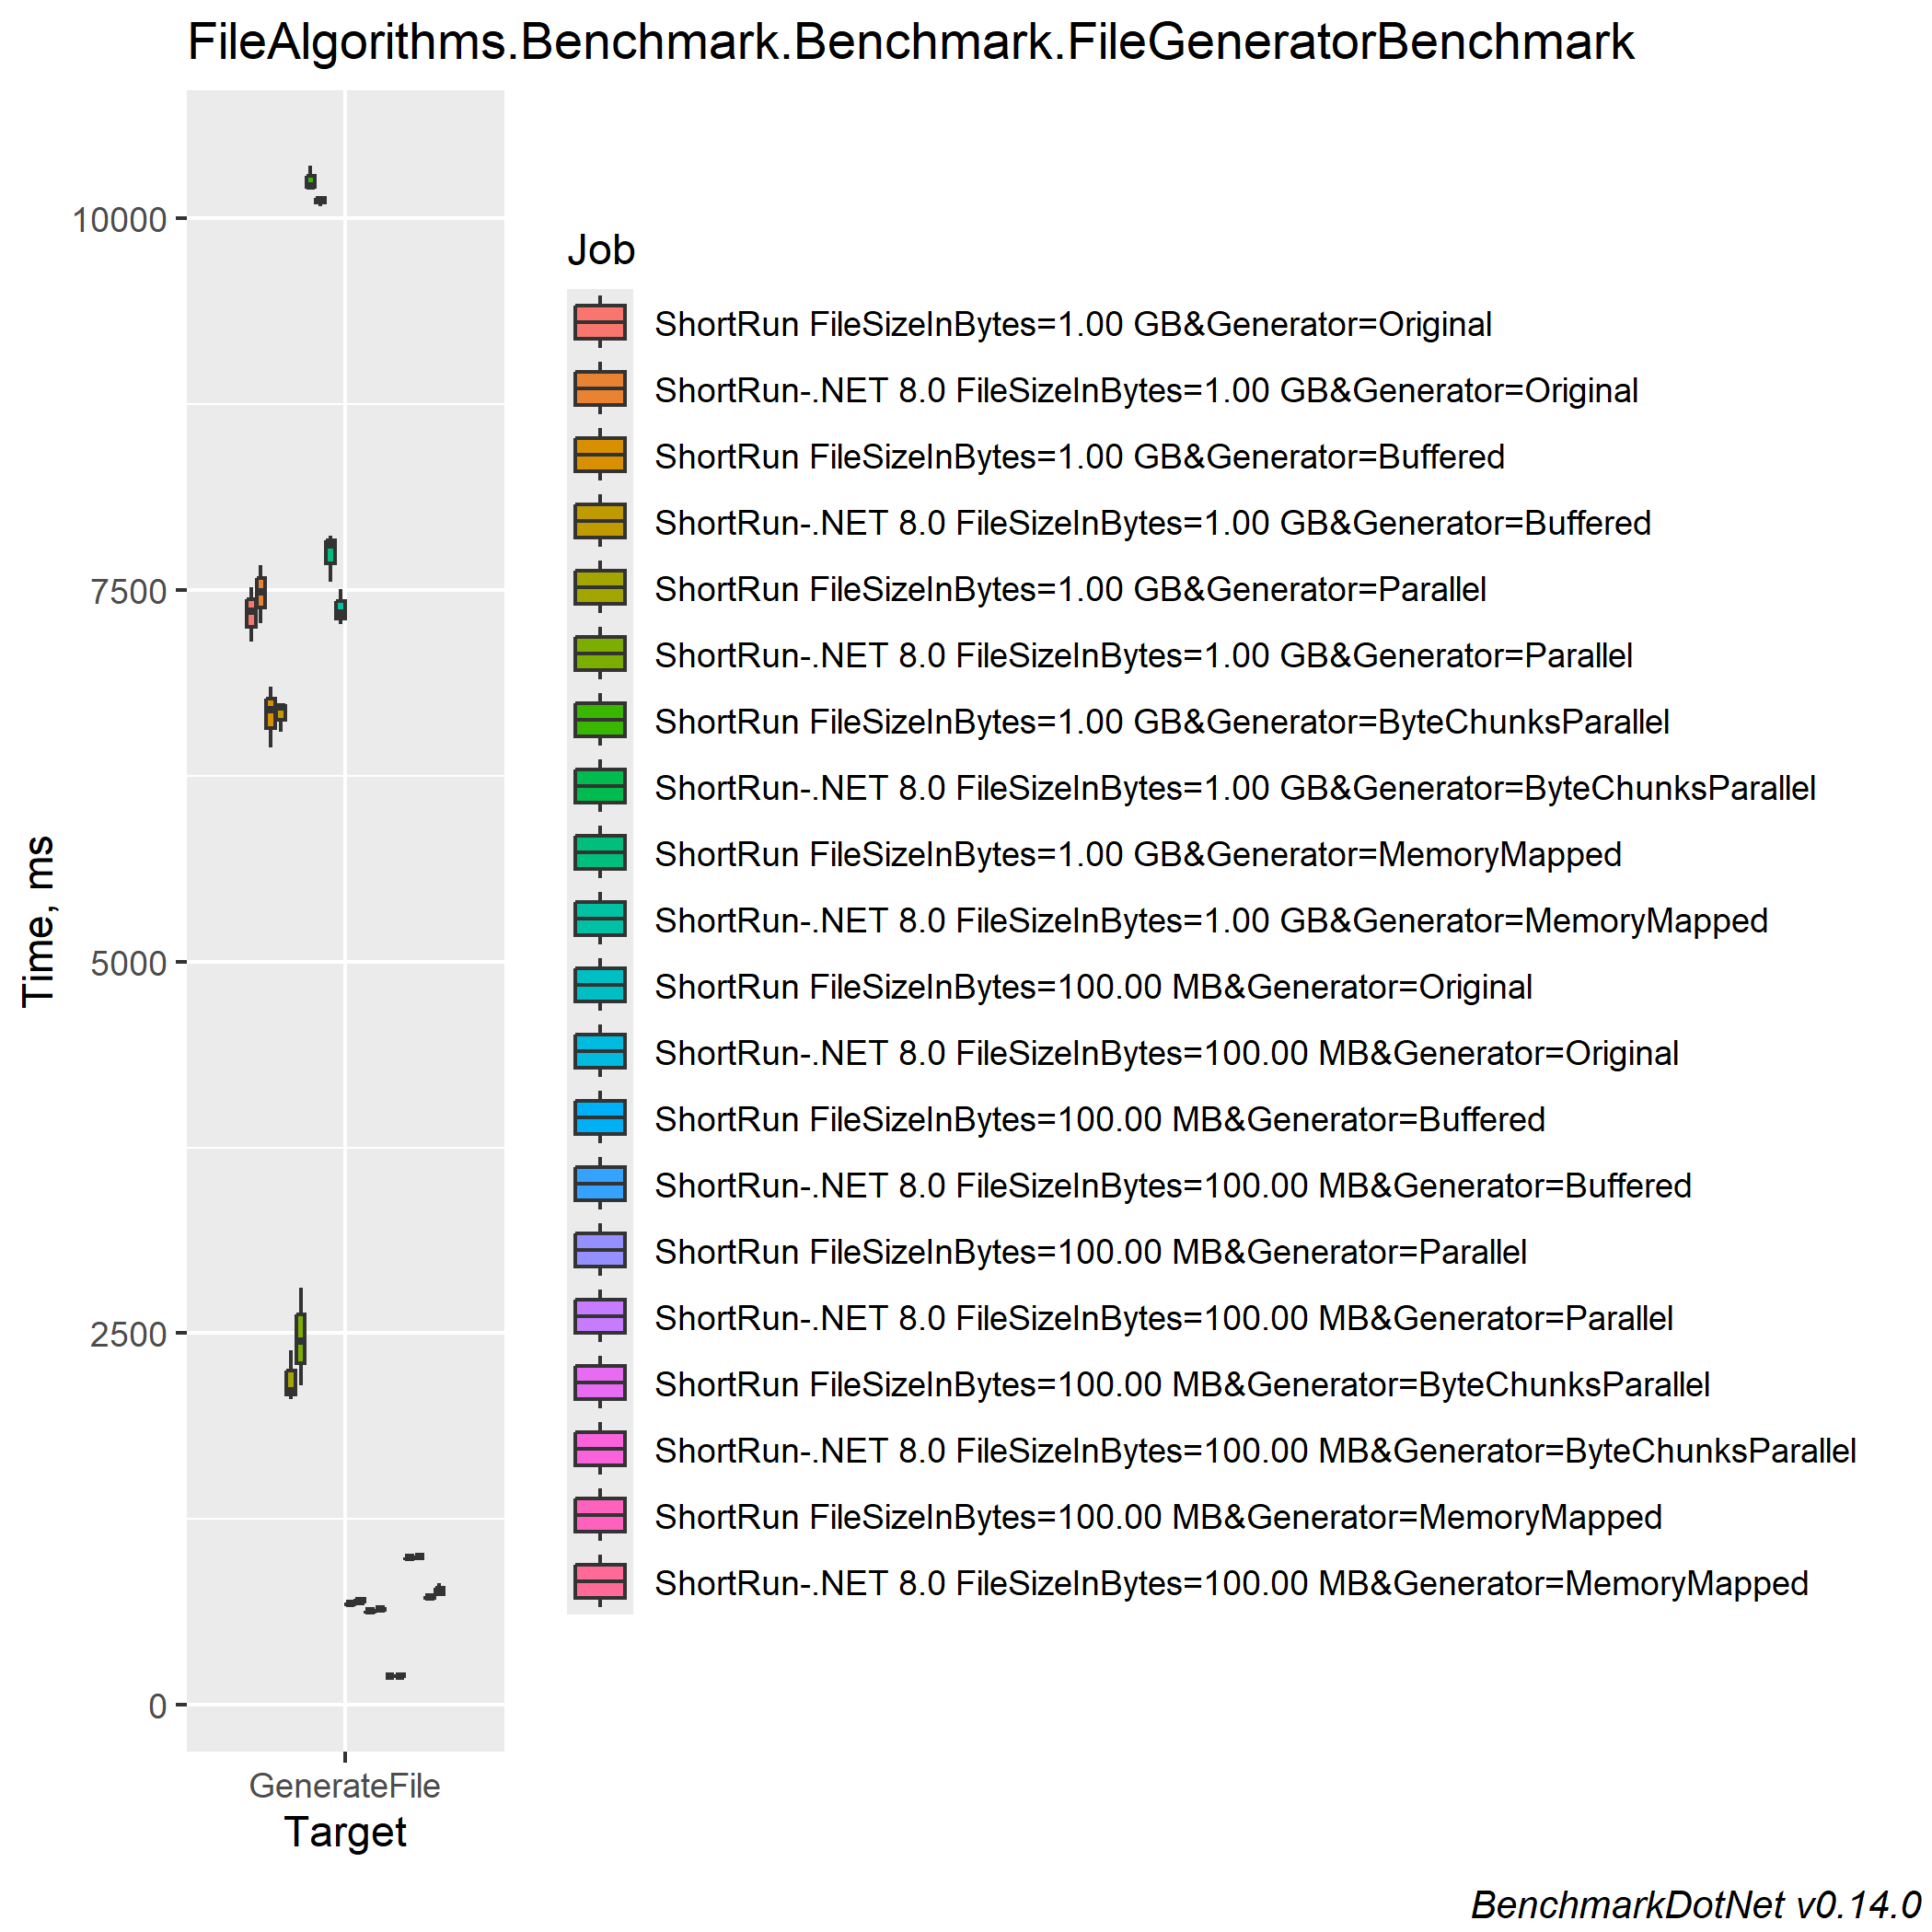 FileAlgorithms.Benchmark.Benchmark.FileGeneratorBenchmark
10000
7500
5000
2500
0
Time, ms
GenerateFile
Target
Job
ShortRun FileSizeInBytes=1.00 GB&Generator=Original
ShortRun-.NET 8.0 FileSizeInBytes=1.00 GB&Generator=Original
ShortRun FileSizeInBytes=1.00 GB&Generator=Buffered
ShortRun-.NET 8.0 FileSizeInBytes=1.00 GB&Generator=Buffered
ShortRun FileSizeInBytes=1.00 GB&Generator=Parallel
ShortRun-.NET 8.0 FileSizeInBytes=1.00 GB&Generator=Parallel
ShortRun FileSizeInBytes=1.00 GB&Generator=ByteChunksParallel
ShortRun-.NET 8.0 FileSizeInBytes=1.00 GB&Generator=ByteChunksParallel
ShortRun FileSizeInBytes=1.00 GB&Generator=MemoryMapped
ShortRun-.NET 8.0 FileSizeInBytes=1.00 GB&Generator=MemoryMapped
ShortRun FileSizeInBytes=100.00 MB&Generator=Original
ShortRun-.NET 8.0 FileSizeInBytes=100.00 MB&Generator=Original
ShortRun FileSizeInBytes=100.00 MB&Generator=Buffered
ShortRun-.NET 8.0 FileSizeInBytes=100.00 MB&Generator=Buffered
ShortRun FileSizeInBytes=100.00 MB&Generator=Parallel
ShortRun-.NET 8.0 FileSizeInBytes=100.00 MB&Generator=Parallel
ShortRun FileSizeInBytes=100.00 MB&Generator=ByteChunksParallel
ShortRun-.NET 8.0 FileSizeInBytes=100.00 MB&Generator=ByteChunksParallel
ShortRun FileSizeInBytes=100.00 MB&Generator=MemoryMapped
ShortRun-.NET 8.0 FileSizeInBytes=100.00 MB&Generator=MemoryMapped
BenchmarkDotNet v0.14.0